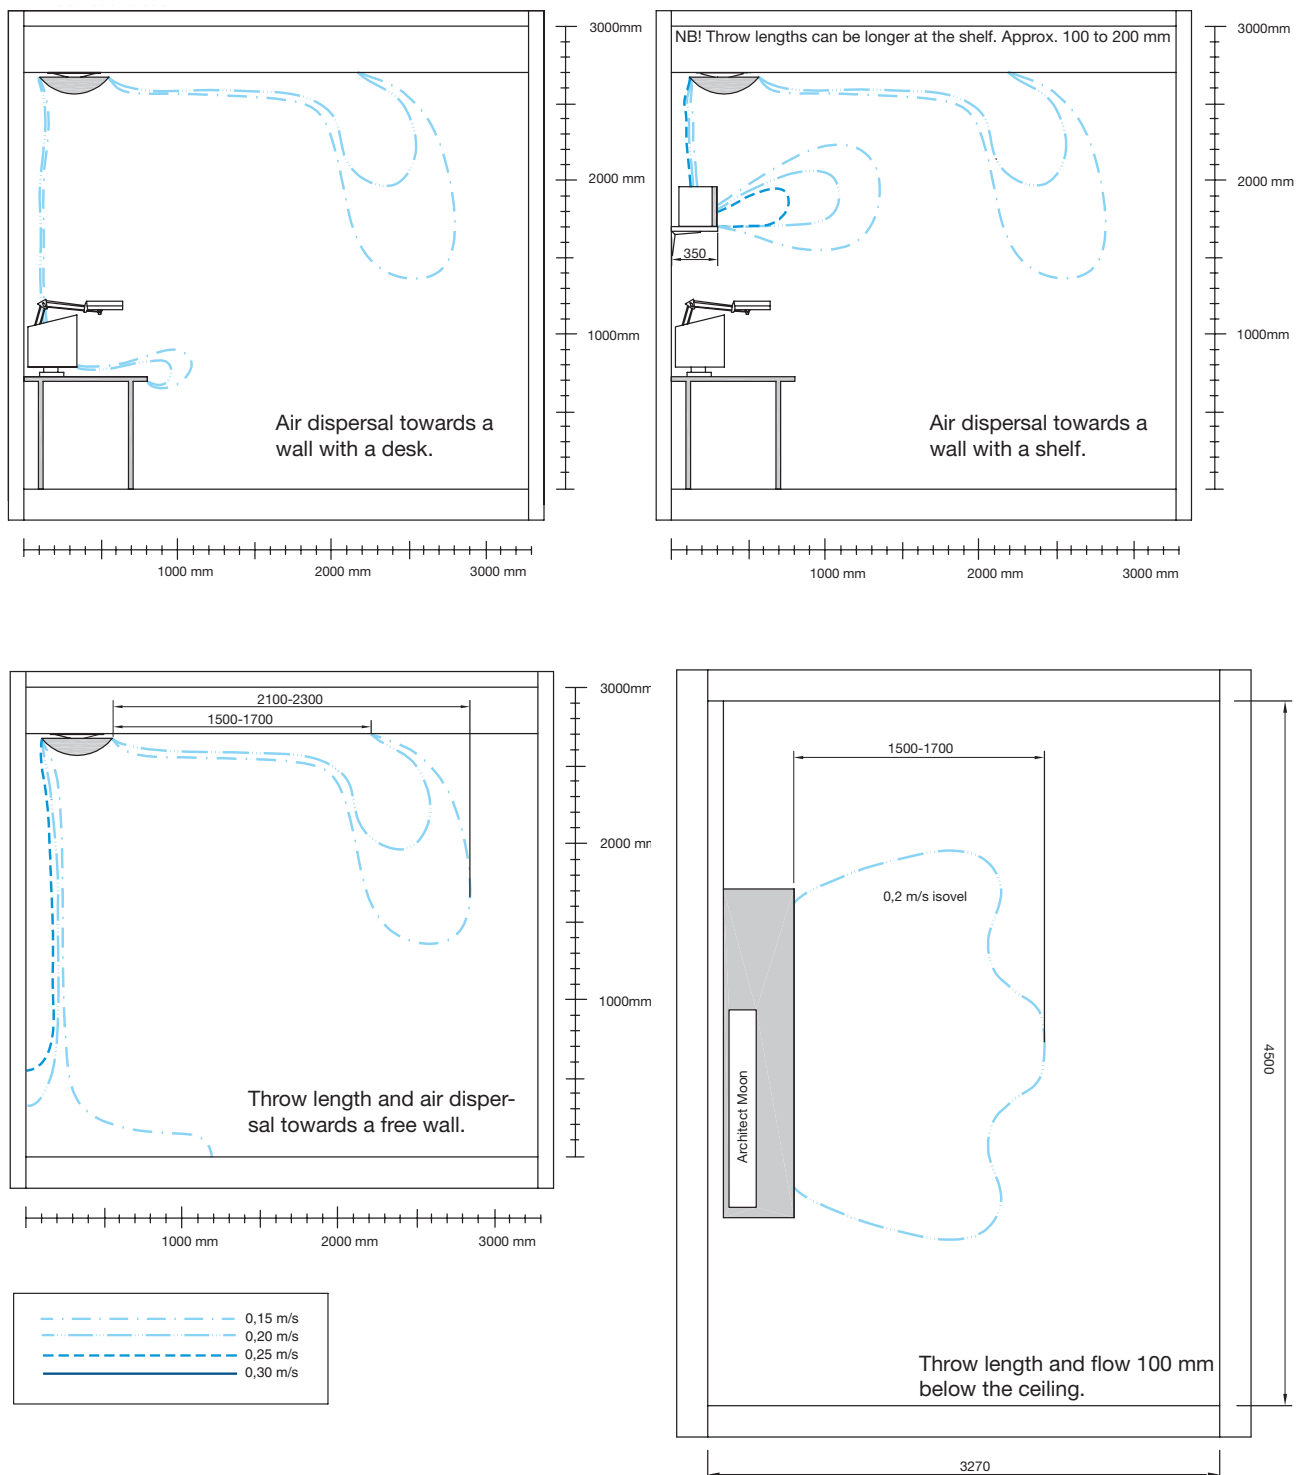 3000mm
2000 mm
1000mm
Air dispersal towards a
wall with a desk.
1000 mm
2000 mm
3000 mm
NB! Throw lengths can be longer at the shelf. Approx. 100 to 200 mm
3000mm
2000 mm
350
1000mm
Air dispersal towards a
wall with a shelf.
1000 mm
2000 mm
3000 mm
2100-2300
1500-1700
3000mm
2000 mm
1000mm
Throw length and air disper-
sal towards a free wall.
1000 mm
2000 mm
3000 mm
0,15 m/s
0,20 m/s
0,25 m/s
0,30 m/s
1500-1700
0,2 m/s isovel
Architect Moon
4500
Throw length and flow 100 mm
below the ceiling.
3270